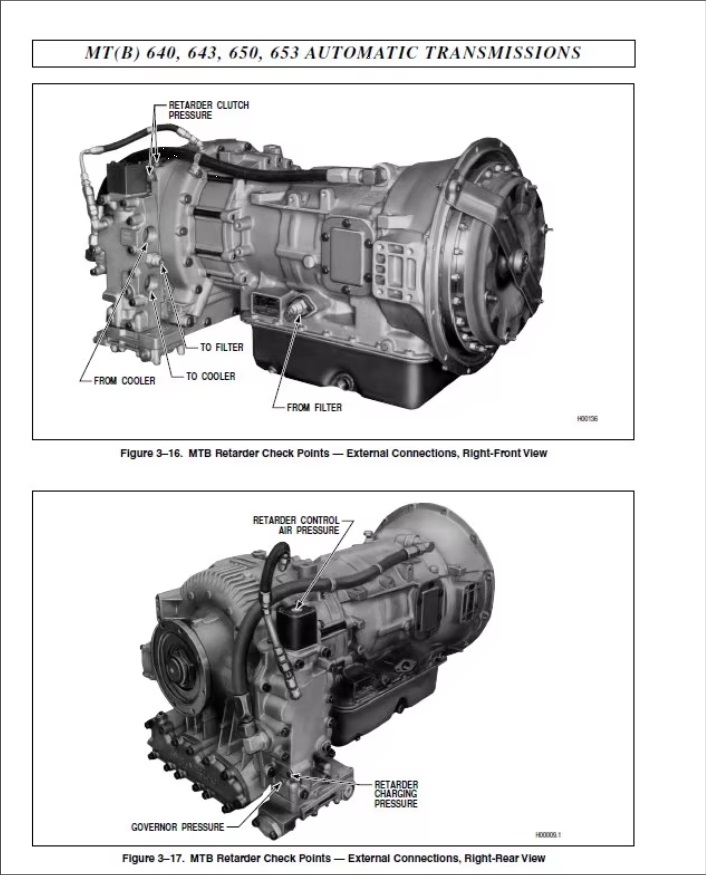 MT(B) 640, 643, 650, 653 AUTOMATIC TRANSMISSIONS
RETARDER CLUTCH
PRESSURE
TO FILTER
FROM COOLER
TO COOLER
FROM FILTER
H00156
Figure 3–16. MTB Retarder Check Points — External Connections, Right-Front View
RETARDER CONTROL
AIR PRESSURE
RETARDER
CHARGING
PRESSURE
GOVERNOR PRESSURE
H00009.1
Figure 3–17. MTB Retarder Check Points — External Connections, Right-Rear View